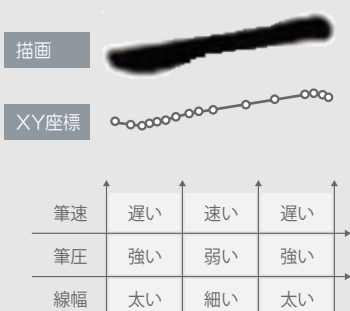 描画
XY座標
筆速 遅い 速い 遅い
筆圧 強い 弱い 強い
線幅 太い 細い 太い